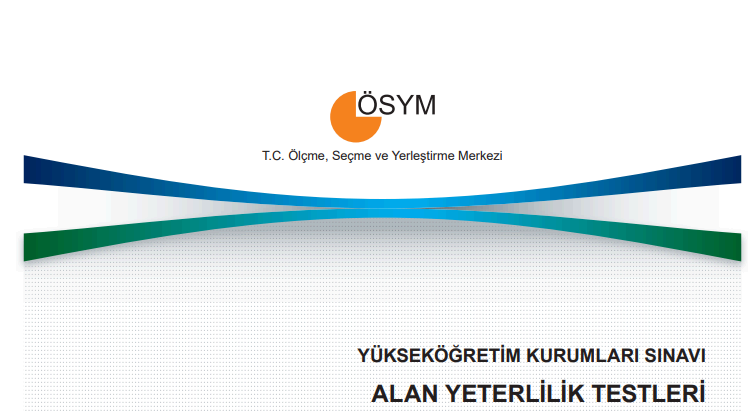 ÖSYM
T.C. Ölçme, Seçme ve Yerleştirme Merkezi
YÜKSEKÖĞRETİM KURUMLARI SINAVI
ALAN YETERLİLİK TESTLERİ